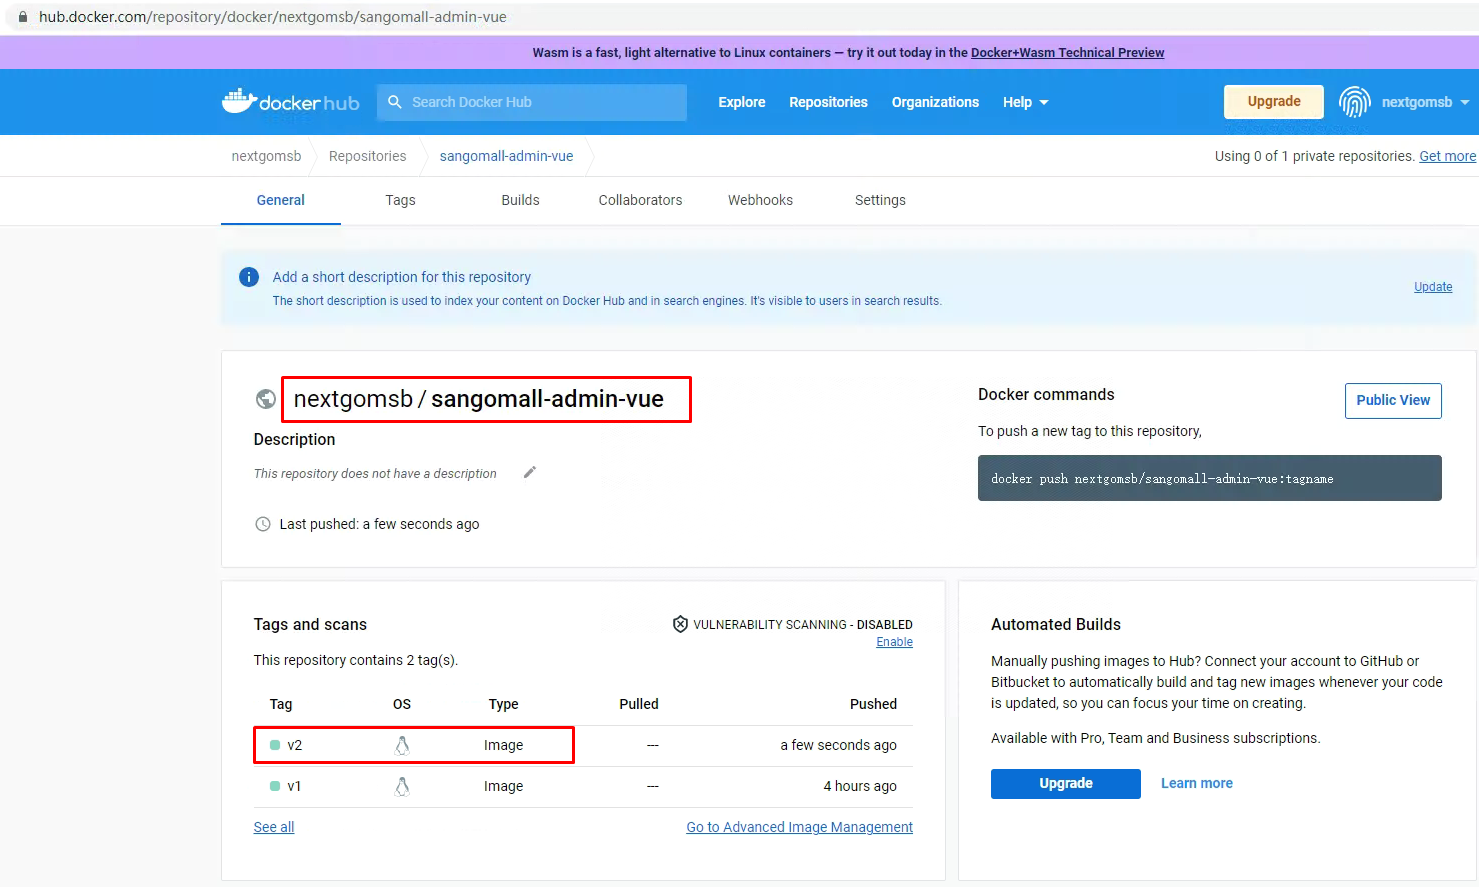 hub.docker.com/repository/docker/nextgomsb/sangomall-admin-vue
Wasm is a fast, light alternative to Linux containers — try it out today in the Docker+Wasm Technical Preview
docker hub
Search Docker Hub
Explore
Repositories
Organizations
Help
Upgrade
nextgomsb
nextgomsb
Repositories
sangomall-admin-vue
Using 0 of 1 private repositories. Get more
General
Tags
Builds
Collaborators
Webhooks
Settings
Add a short description for this repository
The short description is used to index your content on Docker Hub and in search engines. It's visible to users in search results.
Update
nextgomsb / sangomall-admin-vue
Description
This repository does not have a description
Last pushed: a few seconds ago
Docker commands
Public View
To push a new tag to this repository,
docker push nextgomsb/sangomall-admin-vue:tagname
Tags and scans
VULNERABILITY SCANNING - DISABLED
Enable
This repository contains 2 tag(s).
Tag OS Type Pulled Pushed
v2 Image --- a few seconds ago
v1 Image --- 4 hours ago
See all
Go to Advanced Image Management
Automated Builds
Manually pushing images to Hub? Connect your account to GitHub or
Bitbucket to automatically build and tag new images whenever your code
is updated, so you can focus your time on creating.
Available with Pro, Team and Business subscriptions.
Upgrade
Learn more